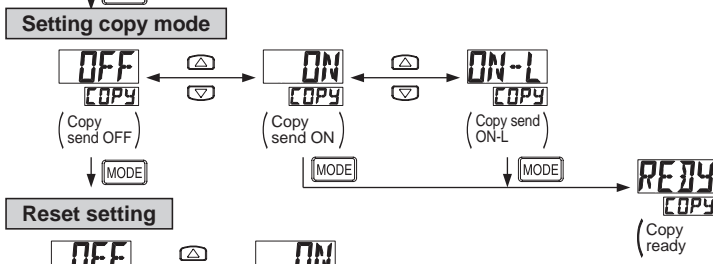 Setting copy mode
OFF ON ON-L
COPY COPY COPY
(Copy send OFF) (Copy send ON) (Copy send ON-L)
MODE MODE MODE
REDY
COPY
(Copy ready
Reset setting
OFF ON